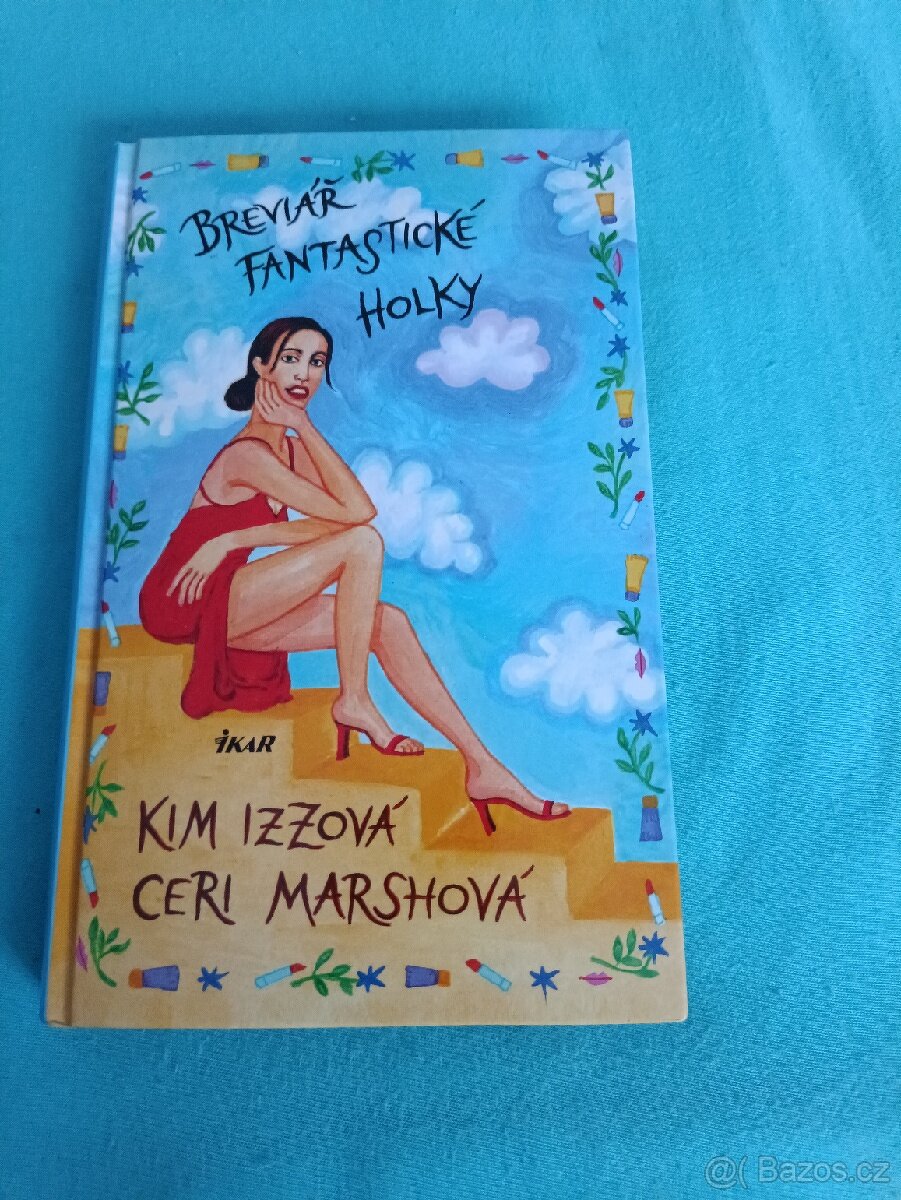 BREVIÁŘ
FANTASTICKÉ
HOLKY
iKAR
KIM IZZOVÁ
CERI MARSHOVÁ
@( Bazos.cz